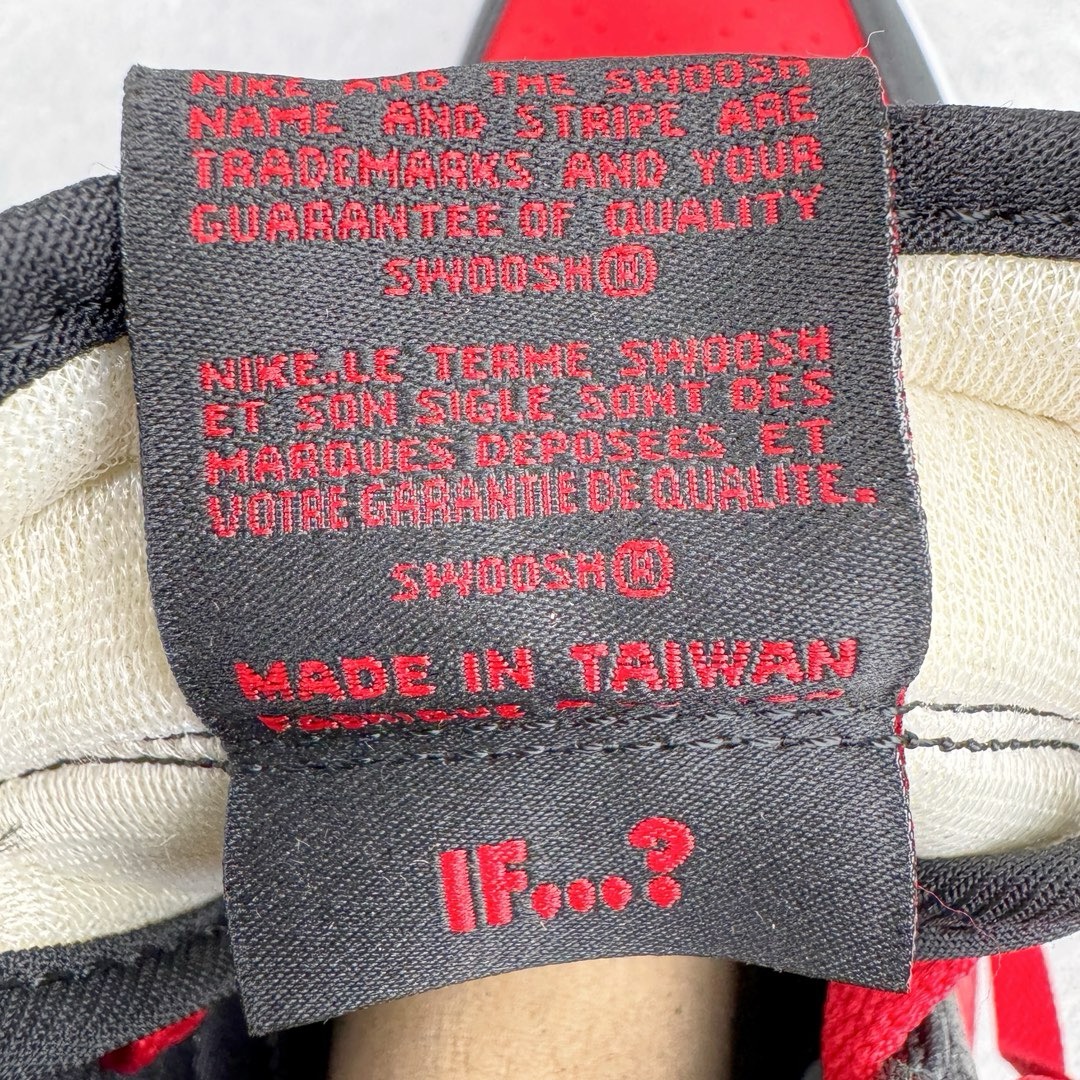 NIKE AND THE SWOOSH
NAME AND STRIPE ARE
TRADEMARKS AND YOUR
GUARANTEE OF QUALITY
SWOOSH®
NIKE.LE TERME SWOOSH
ET SON SIGLE SONT DES
MARQUES DEPOSEES ET
VOTRE GARANTIE DE QUALITE.
SWOOSH®
MADE IN TAIWAN
IF...?